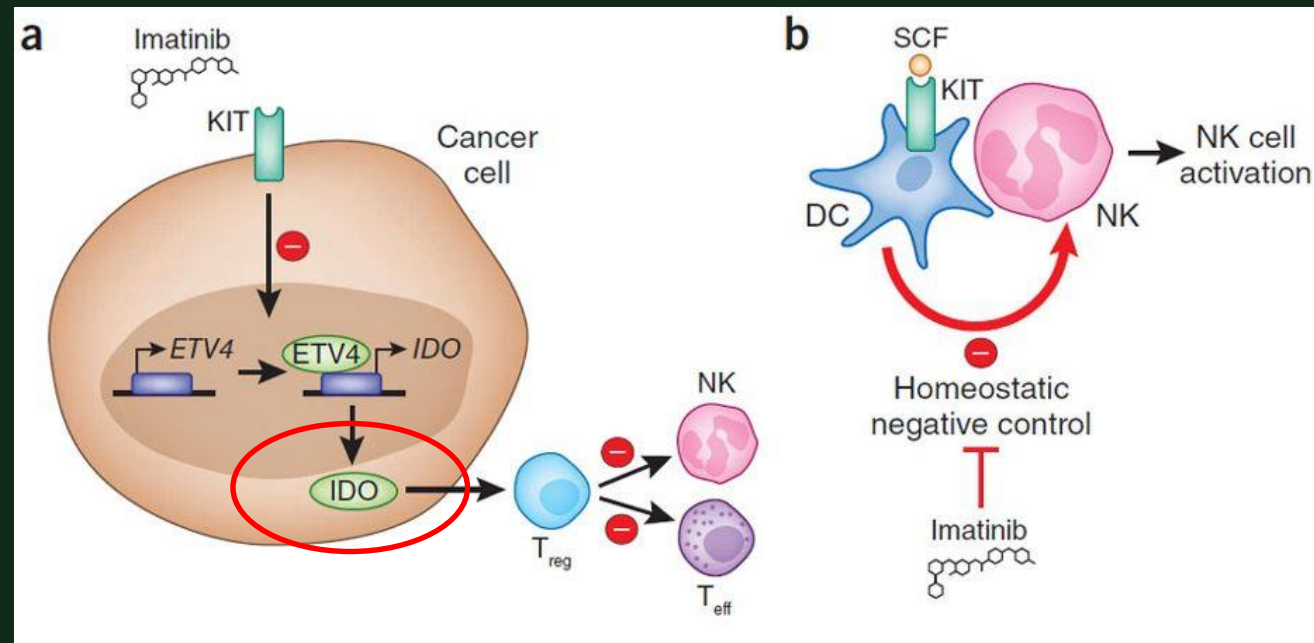 a
Imatinib
KIT
Cancer
cell
ETV4
ETV4
IDO
IDO
NK
Treg
Teff
b
SCF
KIT
DC
NK
NK cell
activation
Homeostatic
negative control
Imatinib